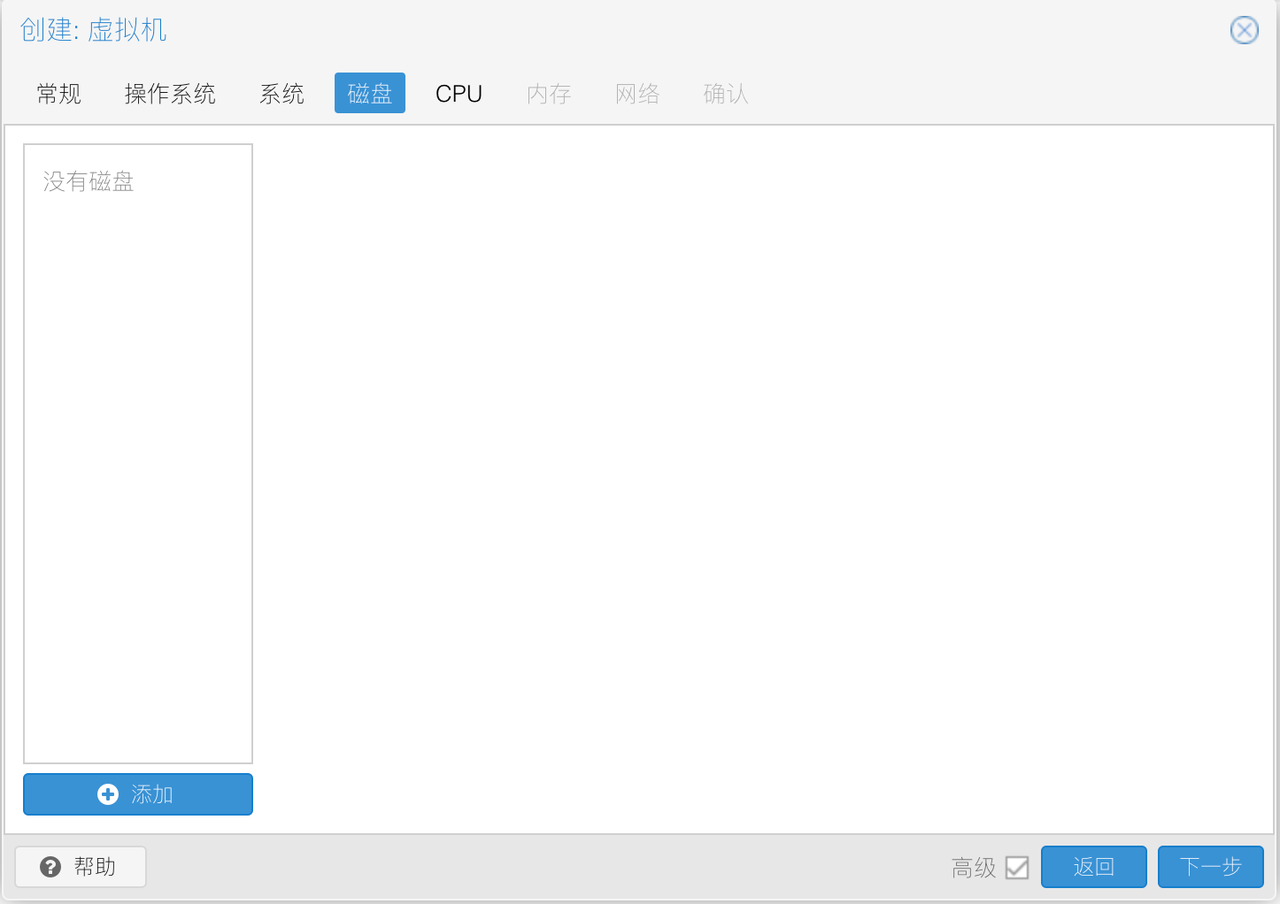 创建: 虚拟机
常规 操作系统 系统 磁盘 CPU 内存 网络 确认
没有磁盘
添加
帮助 高级 返回 下一步